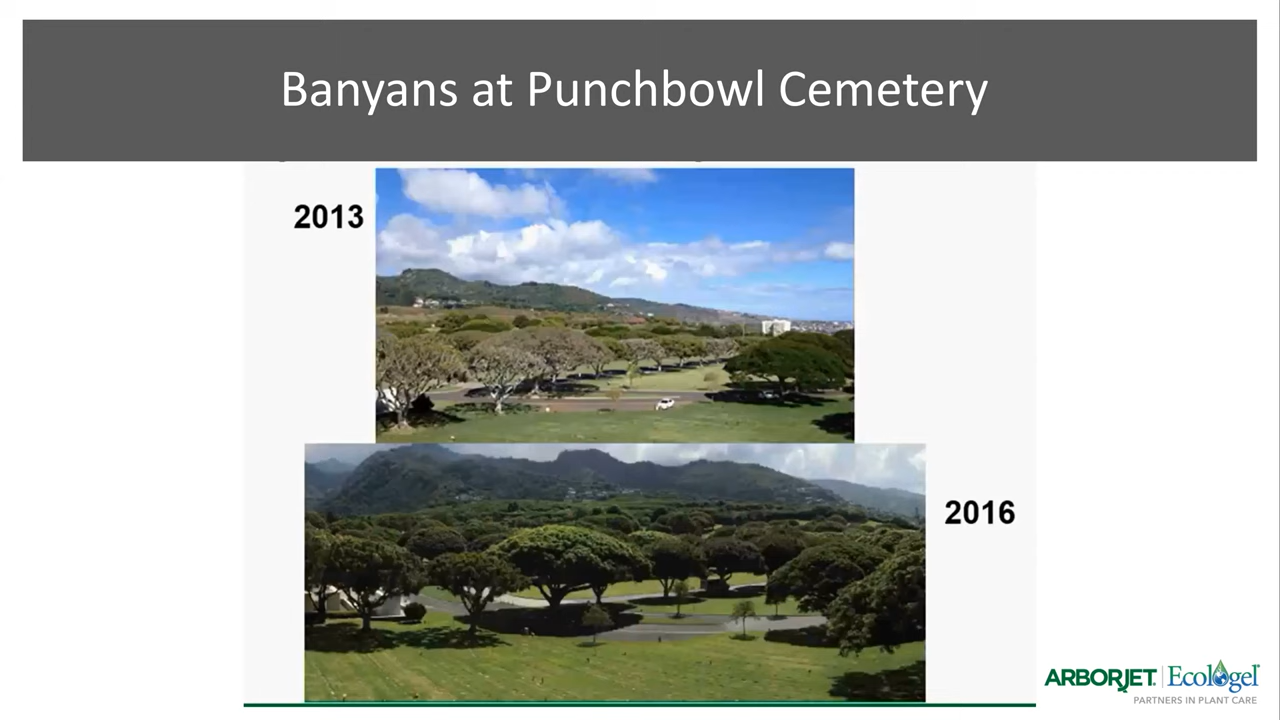 Banyans at Punchbowl Cemetery
2013
2016
ARBORJET | Ecologel®
PARTNERS IN PLANT CARE